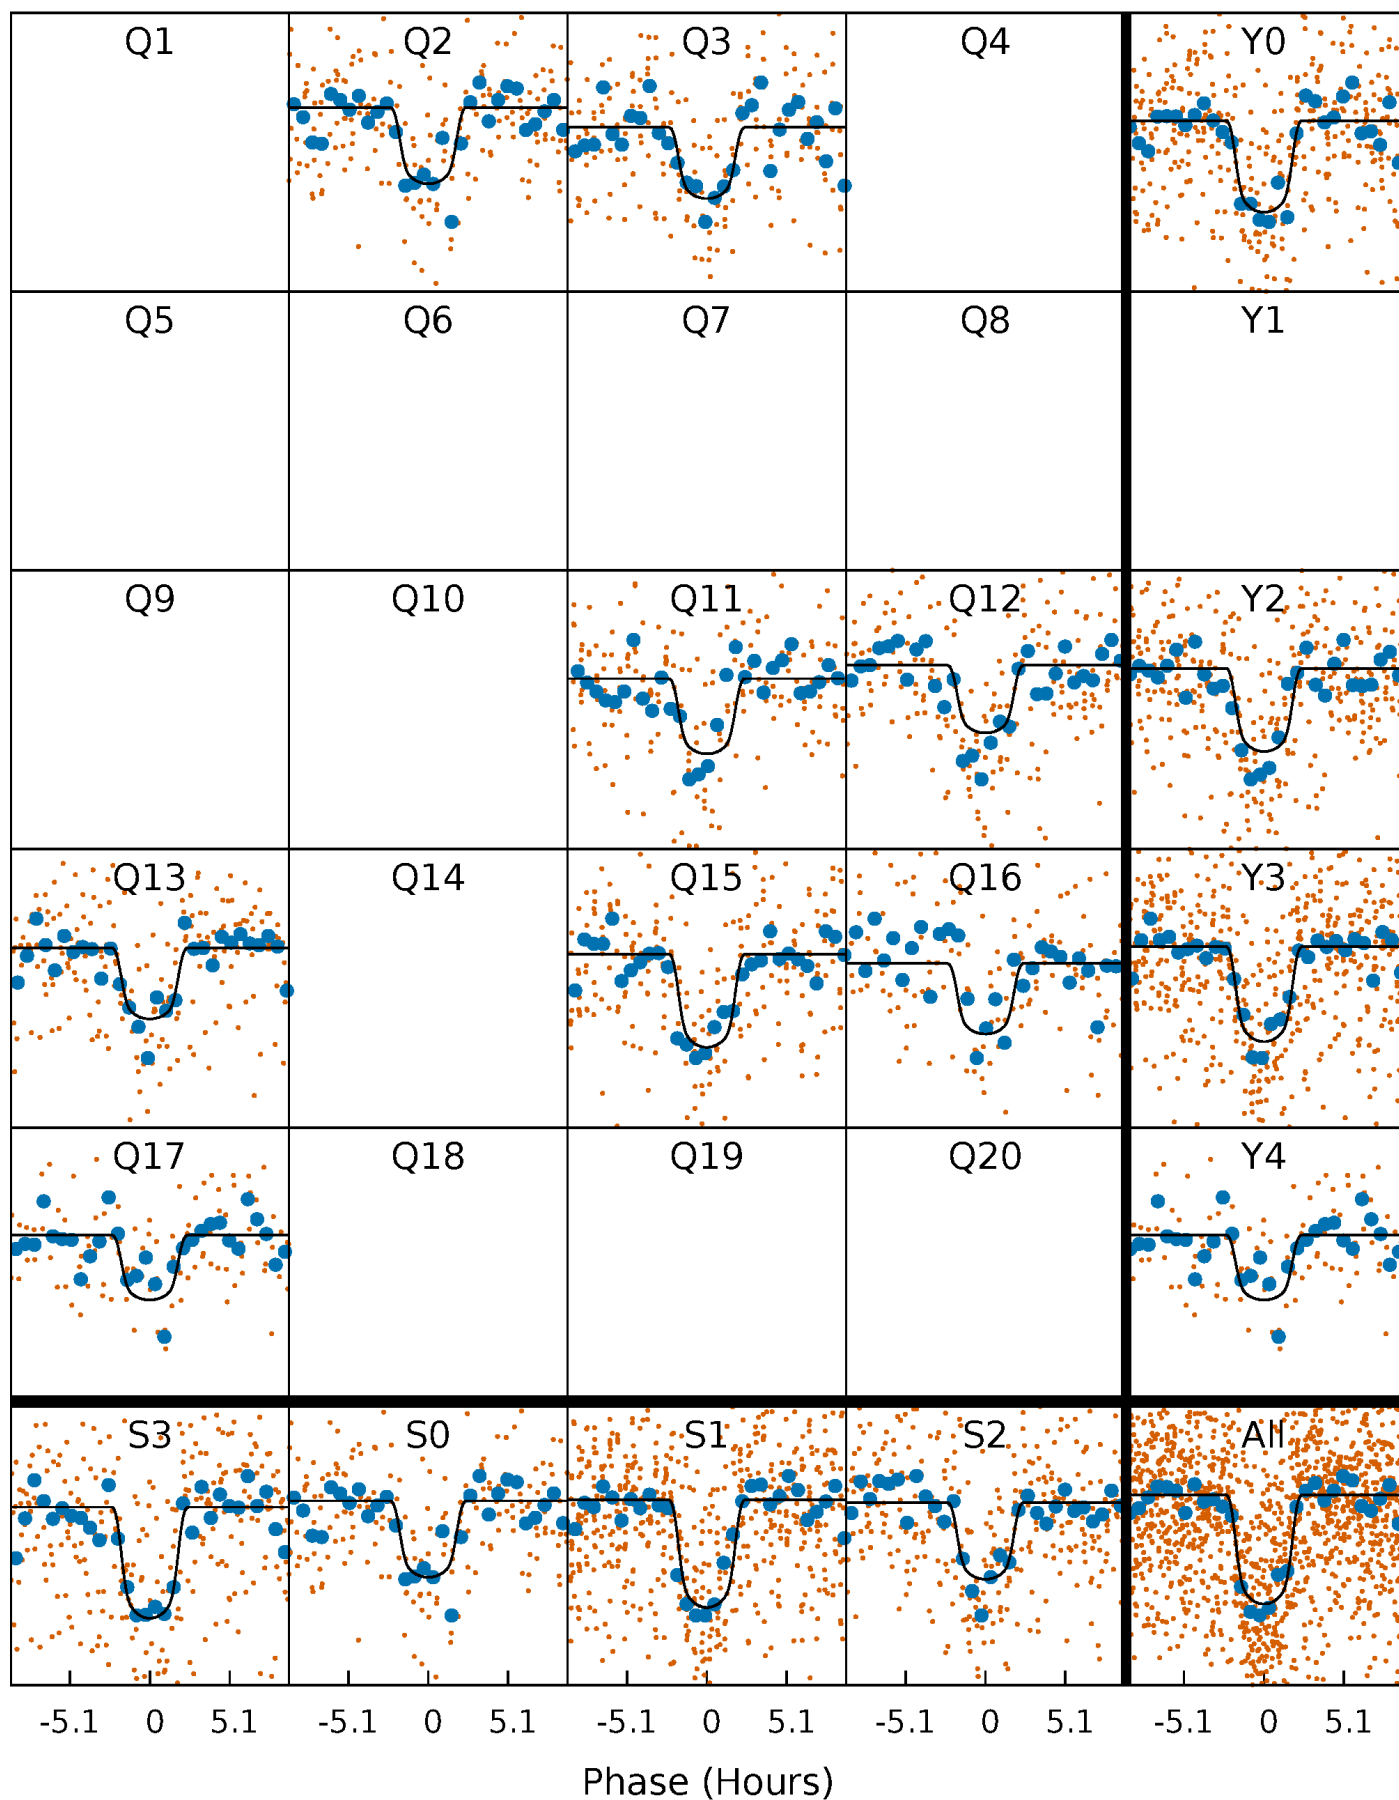 Q1 Q2 Q3 Q4 Y0
Q5 Q6 Q7 Q8 Y1
Q9 Q10 Q11 Q12 Y2
Q13 Q14 Q15 Q16 Y3
Q17 Q18 Q19 Q20 Y4
S3 S0 S1 S2 All
-5.1 0 5.1 -5.1 0 5.1 -5.1 0 5.1 -5.1 0 5.1 -5.1 0 5.1
Phase (Hours)